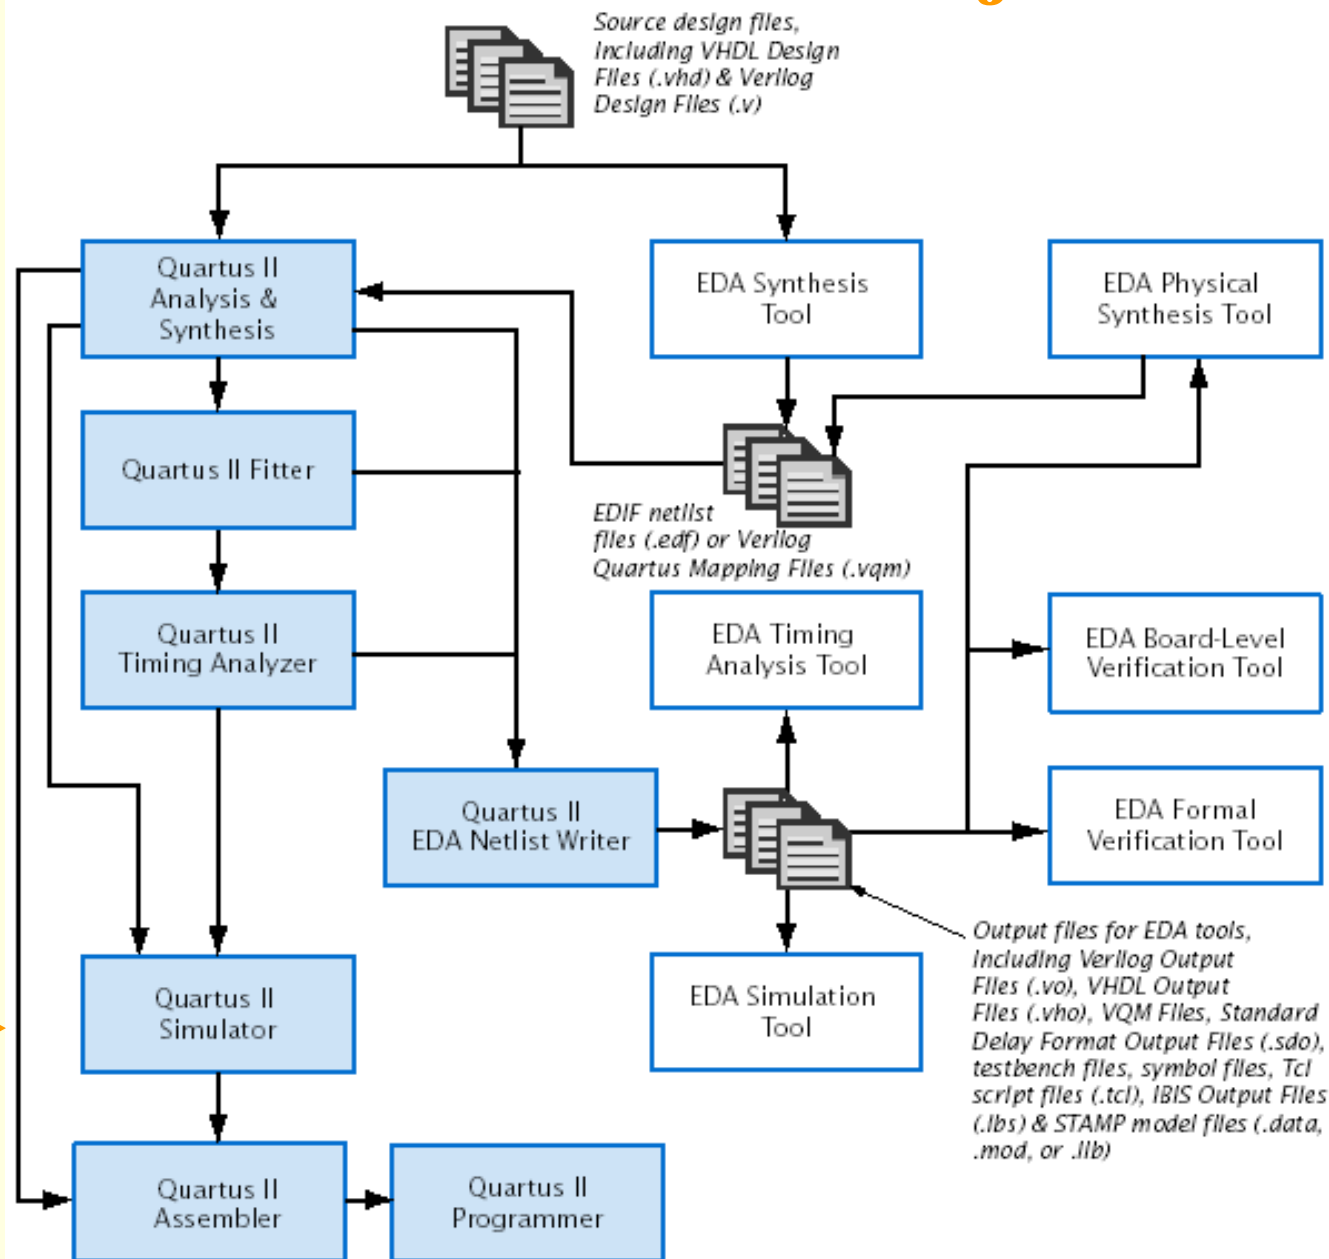 Source design files,
including VHDL Design
Files (.vhd) & Verilog
Design Files (.v)
Quartus II
Analysis &
Synthesis
EDA Synthesis
Tool
EDA Physical
Synthesis Tool
Quartus II Fitter
EDIF netlist
files (.edf) or Verilog
Quartus Mapping Files (.vqm)
Quartus II
Timing Analyzer
EDA Timing
Analysis Tool
EDA Board-Level
Verification Tool
Quartus II
EDA Netlist Writer
EDA Formal
Verification Tool
Quartus II
Simulator
EDA Simulation
Tool
Output files for EDA tools,
including Verilog Output
Files (.vo), VHDL Output
Files (.vho), VQM Files, Standard
Delay Format Output Files (.sdo),
testbench files, symbol files, Tcl
script files (.tcl), IBIS Output Files
(.ibs) & STAMP model files (.data,
.mod, or .lib)
Quartus II
Assembler
Quartus II
Programmer